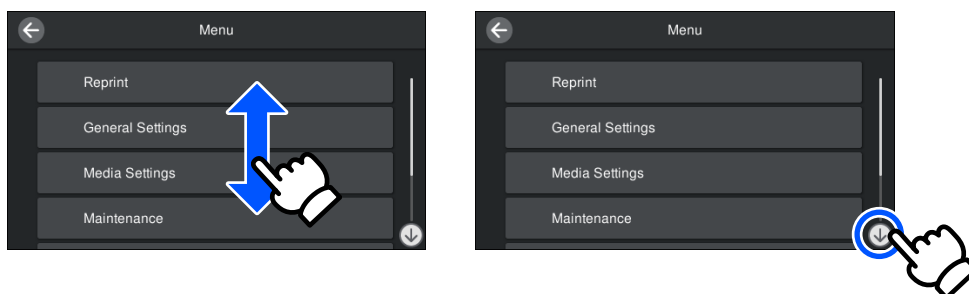 Menu
Reprint
General Settings
Media Settings
Maintenance
Menu
Reprint
General Settings
Media Settings
Maintenance